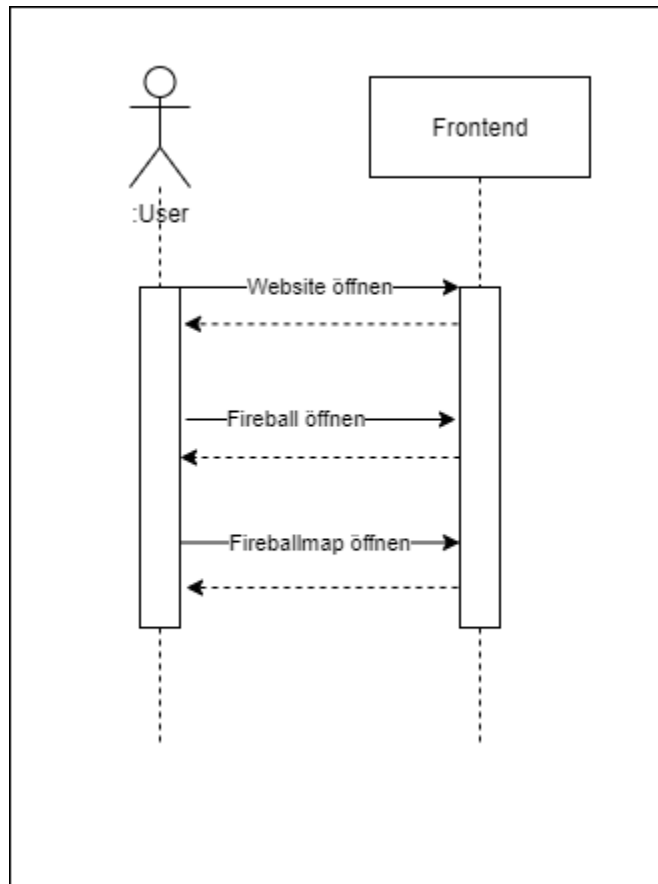 Frontend
:User
Website öffnen
Fireball öffnen
Fireballmap öffnen